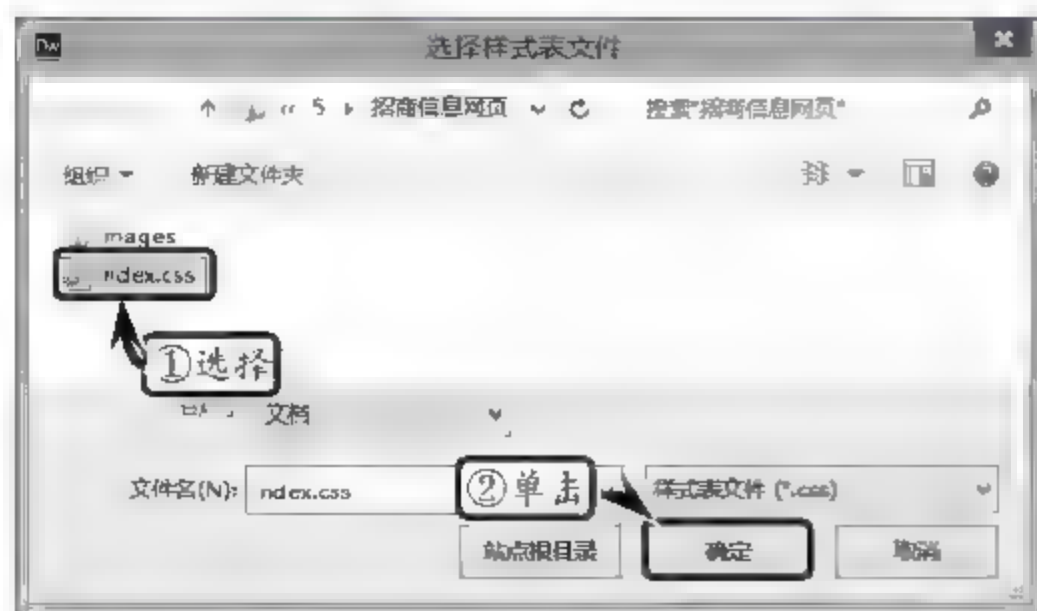 Dw 选择样式表文件
↑ « 5 ▸ 招商信息网页 搜索"招商信息网页"
组织 新建文件夹
mages
ndex.css
①选择
文档
②单击
文件名(N): ndex.css 样式表文件 (*.css)
站点根目录 确定 取消